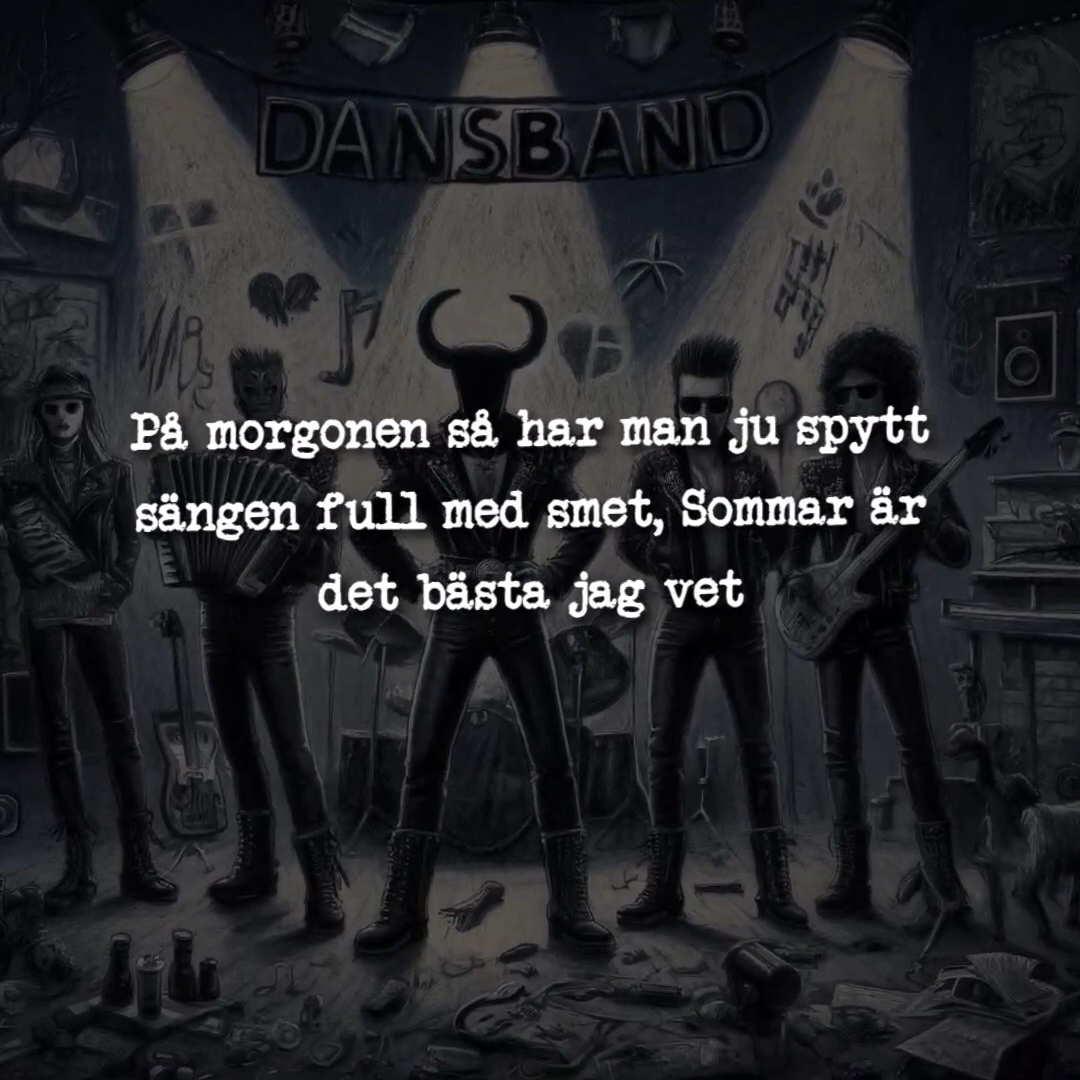 DANSBAND
På morgonen så har man ju spytt
sängen full med smet, Sommar är
det bästa jag vet